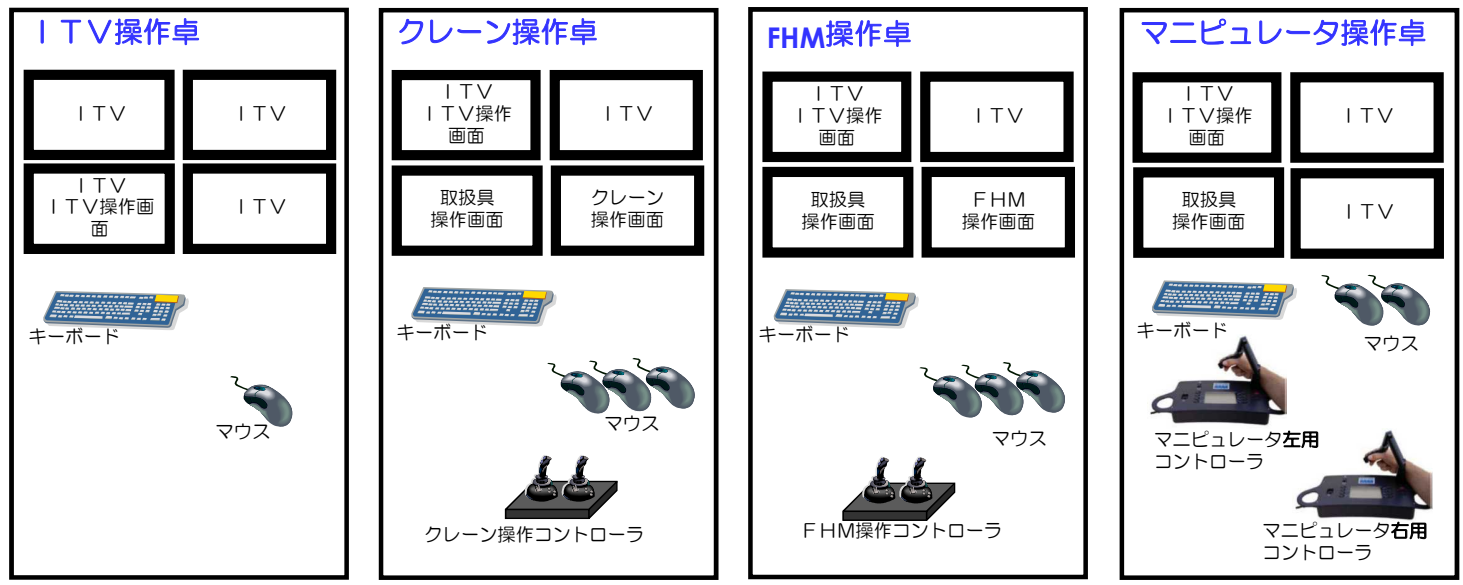 ＩＴＶ操作卓
ＩＴＶ
ＩＴＶ
ＩＴＶ
ＩＴＶ操作画
面
ＩＴＶ
キーボード
マウス
クレーン操作卓
ＩＴＶ
ＩＴＶ操作
画面
ＩＴＶ
取扱具
操作画面
クレーン
操作画面
キーボード
マウス
クレーン操作コントローラ
FHM操作卓
ＩＴＶ
ＩＴＶ操作
画面
ＩＴＶ
取扱具
操作画面
ＦＨＭ
操作画面
キーボード
マウス
ＦＨＭ操作コントローラ
マニピュレータ操作卓
ＩＴＶ
ＩＴＶ操作
画面
ＩＴＶ
取扱具
操作画面
ＩＴＶ
キーボード
マウス
マニピュレータ左用
コントローラ
マニピュレータ右用
コントローラ